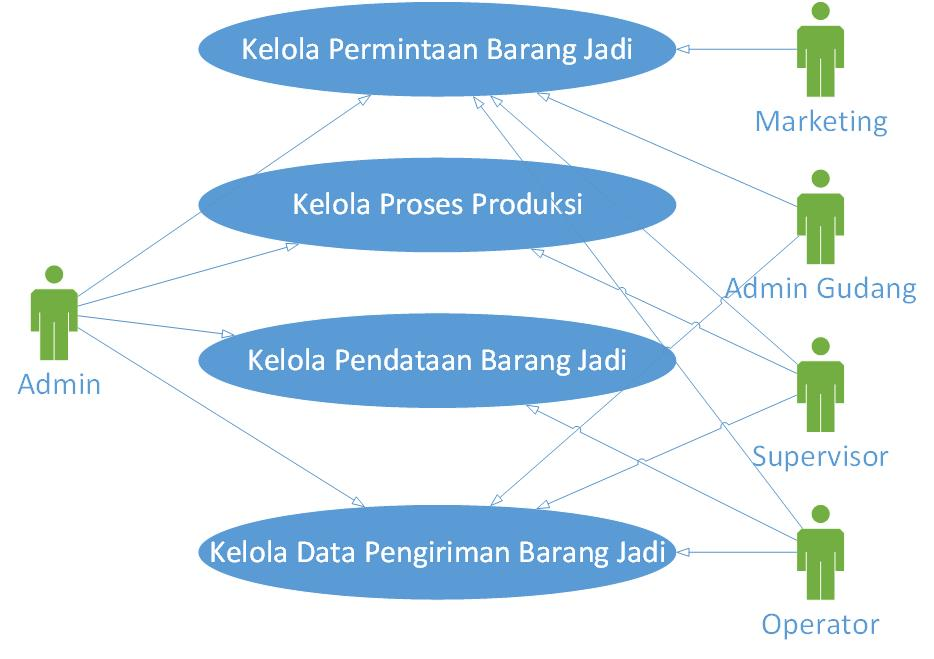 Kelola Permintaan Barang Jadi
Marketing
Kelola Proses Produksi
Admin Gudang
Admin
Kelola Pendataan Barang Jadi
Supervisor
Kelola Data Pengiriman Barang Jadi
Operator